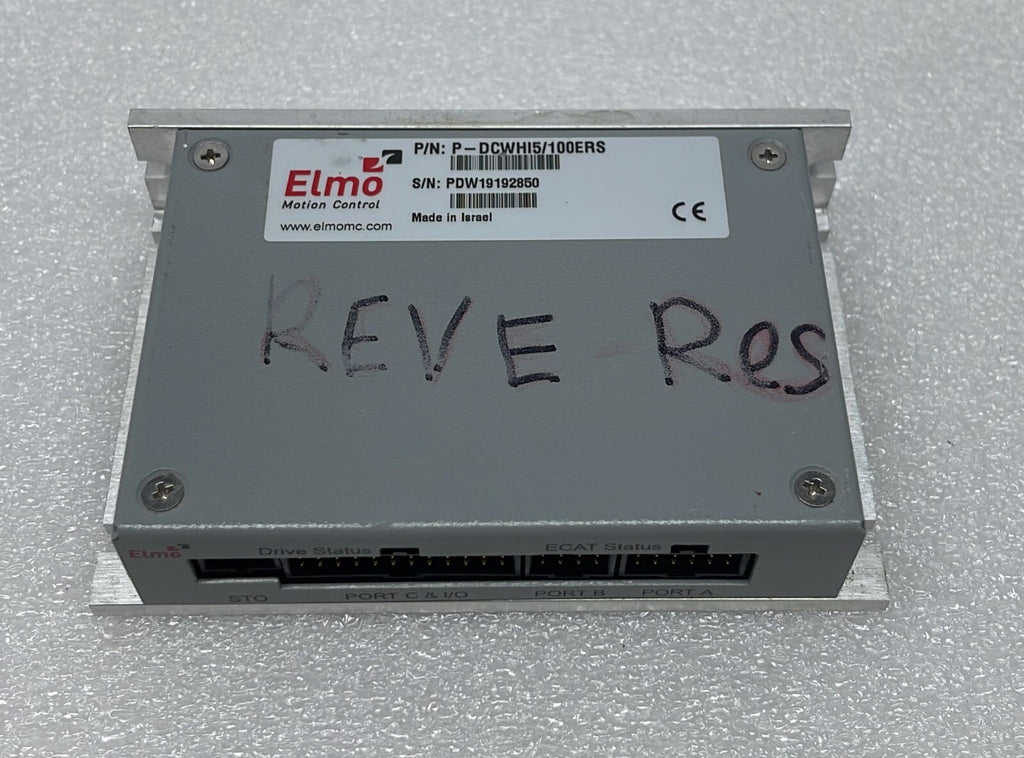 P/N: P-DCWHI5/100ERS
Elmo
Motion Control
www.elmomc.com
S/N: PDW19192850
Made in Israel
CE
REVE-Res
Elmo
Drive Status
ECAT Status
STO
PORT C & I/O
PORT B
PORT A